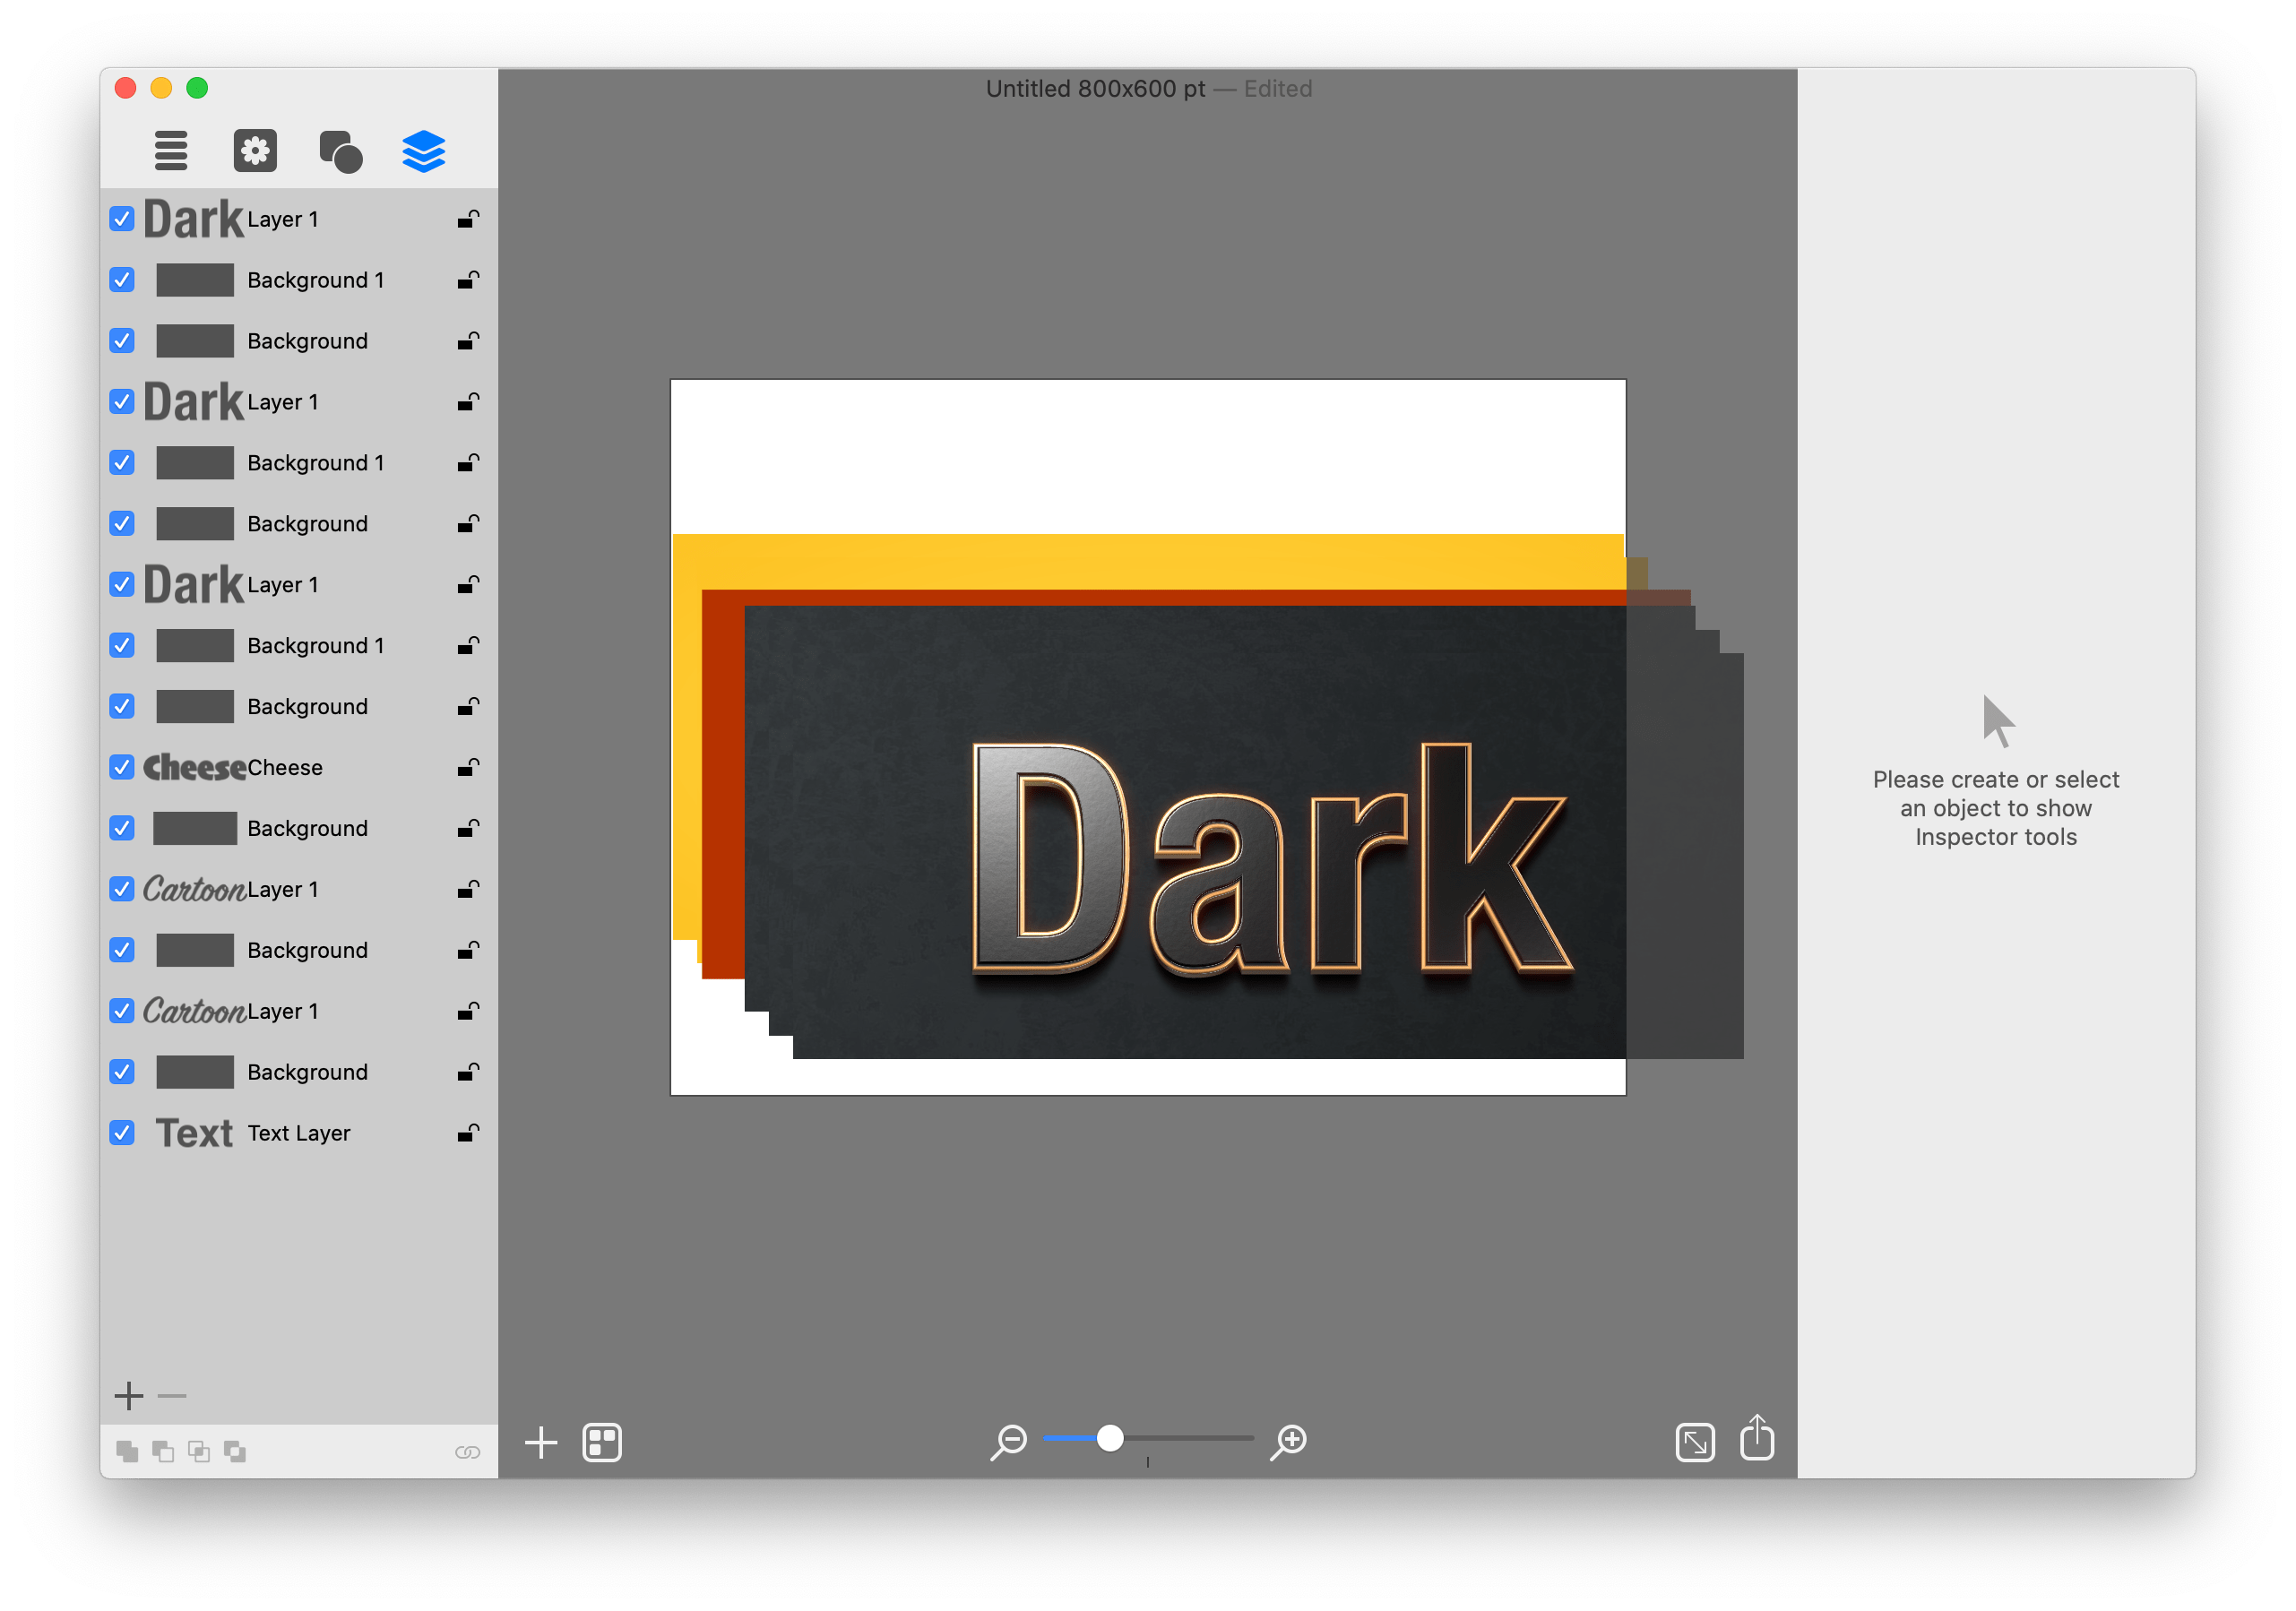 Untitled 800x600 pt — Edited
Dark Layer 1
Background 1
Background
Dark Layer 1
Background 1
Background
Dark Layer 1
Background 1
Background
Cheese Cheese
Background
Cartoon Layer 1
Background
Cartoon Layer 1
Background
Text Text Layer
Dark
Please create or select
an object to show
Inspector tools